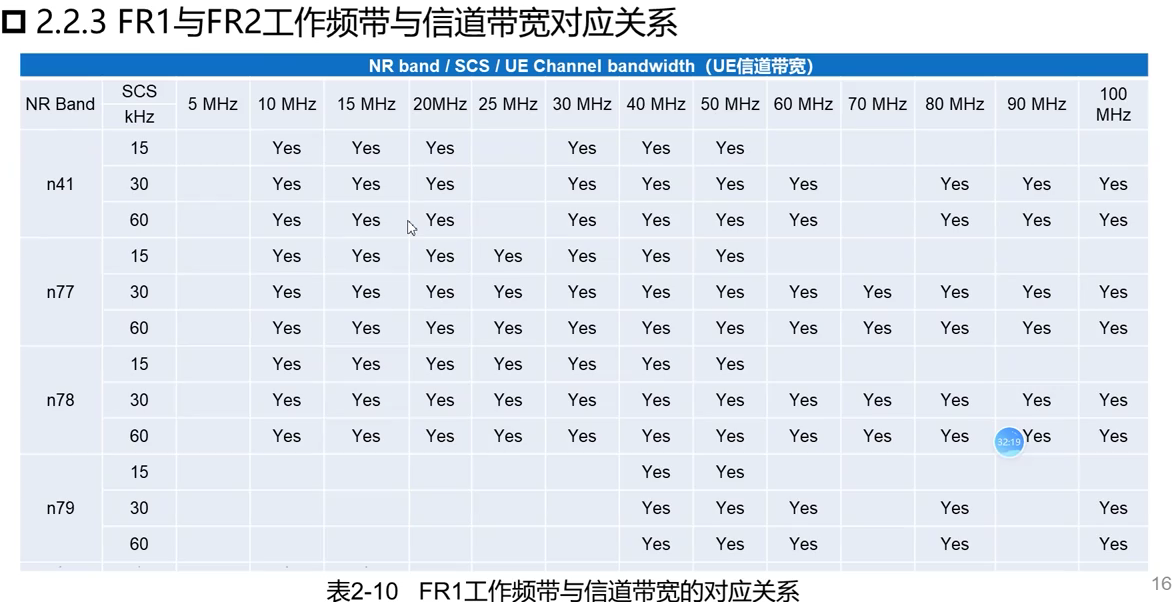 2.2.3 FR1与FR2工作频带与信道带宽对应关系
NR band / SCS / UE Channel bandwidth（UE信道带宽）
NR Band SCS kHz 5 MHz 10 MHz 15 MHz 20MHz 25 MHz 30 MHz 40 MHz 50 MHz 60 MHz 70 MHz 80 MHz 90 MHz 100 MHz
n41
15 Yes Yes Yes Yes Yes Yes
30 Yes Yes Yes Yes Yes Yes Yes Yes Yes Yes
60 Yes Yes Yes Yes Yes Yes Yes Yes Yes Yes
n77
15 Yes Yes Yes Yes Yes Yes Yes
30 Yes Yes Yes Yes Yes Yes Yes Yes Yes Yes Yes Yes
60 Yes Yes Yes Yes Yes Yes Yes Yes Yes Yes Yes Yes
n78
15 Yes Yes Yes Yes Yes Yes Yes
30 Yes Yes Yes Yes Yes Yes Yes Yes Yes Yes Yes Yes
60 Yes Yes Yes Yes Yes Yes Yes Yes Yes Yes Yes Yes
32:19
n79
15 Yes Yes
30 Yes Yes Yes Yes Yes
60 Yes Yes Yes Yes Yes
表2-10 FR1工作频带与信道带宽的对应关系
16